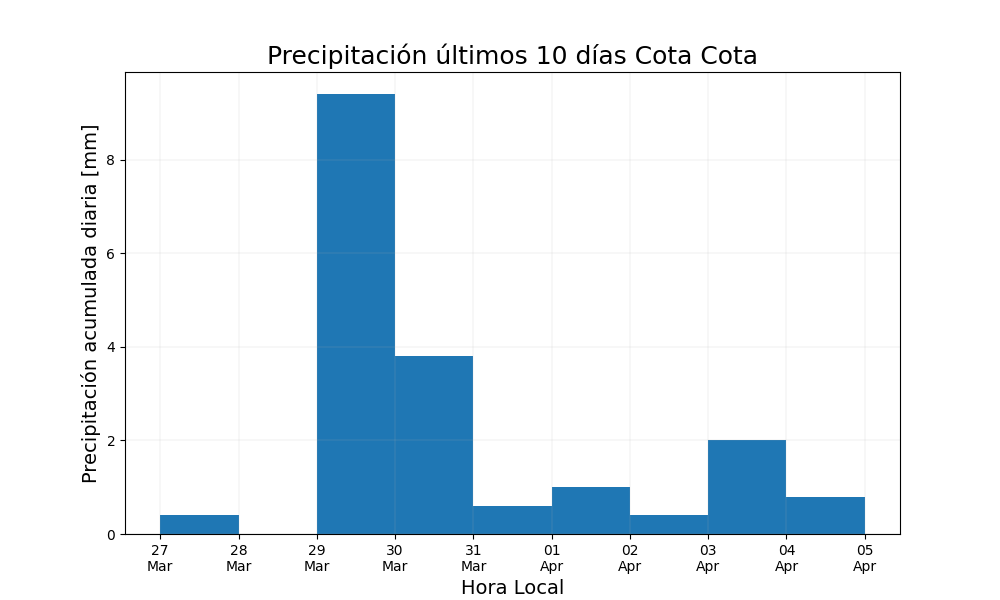 Precipitación últimos 10 días Cota Cota
Precipitación acumulada diaria [mm]
8
6
4
2
0
27 28 29 30 31 01 02 03 04 05
Mar Mar Mar Mar Mar Apr Apr Apr Apr Apr
Hora Local